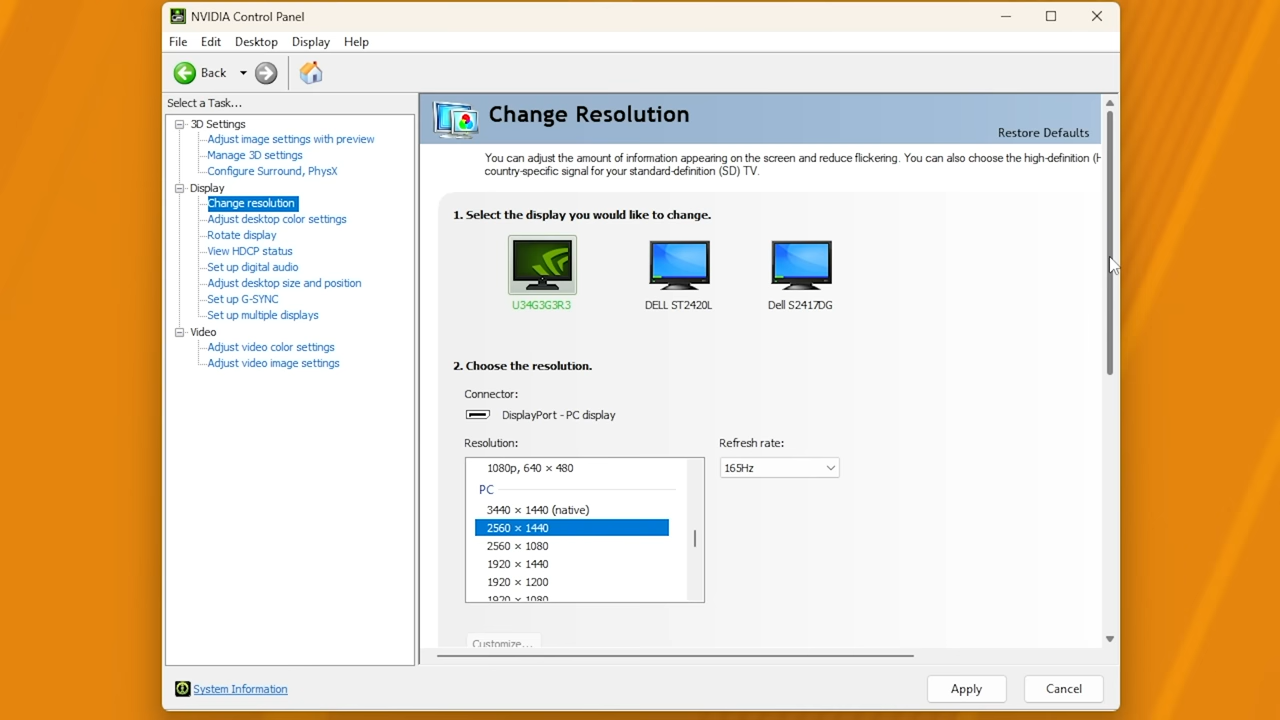 NVIDIA Control Panel
File Edit Desktop Display Help
Back
Select a Task...
3D Settings
Adjust image settings with preview
Manage 3D settings
Configure Surround, PhysX
Display
Change resolution
Adjust desktop color settings
Rotate display
View HDCP status
Set up digital audio
Adjust desktop size and position
Set up G-SYNC
Set up multiple displays
Video
Adjust video color settings
Adjust video image settings
Change Resolution
Restore Defaults
You can adjust the amount of information appearing on the screen and reduce flickering. You can also choose the high-definition (H
country-specific signal for your standard-definition (SD) TV.
1. Select the display you would like to change.
U34G3G3R3 DELL ST2420L Dell S2417DG
2. Choose the resolution.
Connector:
DisplayPort - PC display
Resolution: Refresh rate:
1080p, 640 × 480
165Hz
PC
3440 × 1440 (native)
2560 × 1440
2560 × 1080
1920 × 1440
1920 × 1200
1920 × 1080
Customize...
System Information
Apply Cancel